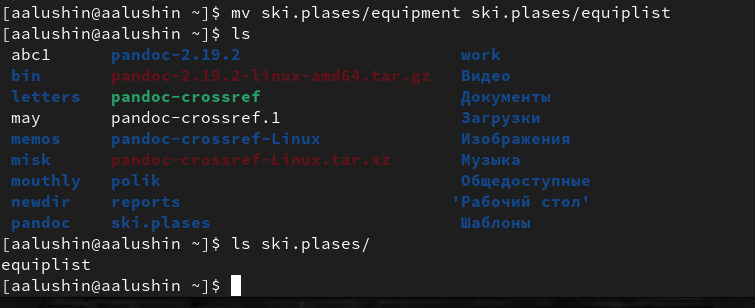 [aalushin@aalushin ~]$ mv ski.plases/equipment ski.plases/equiplist
[aalushin@aalushin ~]$ ls
abc1 pandoc-2.19.2 work
bin pandoc-2.19.2-linux-amd64.tar.gz Видео
letters pandoc-crossref Документы
may pandoc-crossref.1 Загрузки
memos pandoc-crossref-Linux Изображения
misk pandoc-crossref-Linux.tar.xz Музыка
mouthly polik Общедоступные
newdir reports 'Рабочий стол'
pandoc ski.plases Шаблоны
[aalushin@aalushin ~]$ ls ski.plases/
equiplist
[aalushin@aalushin ~]$